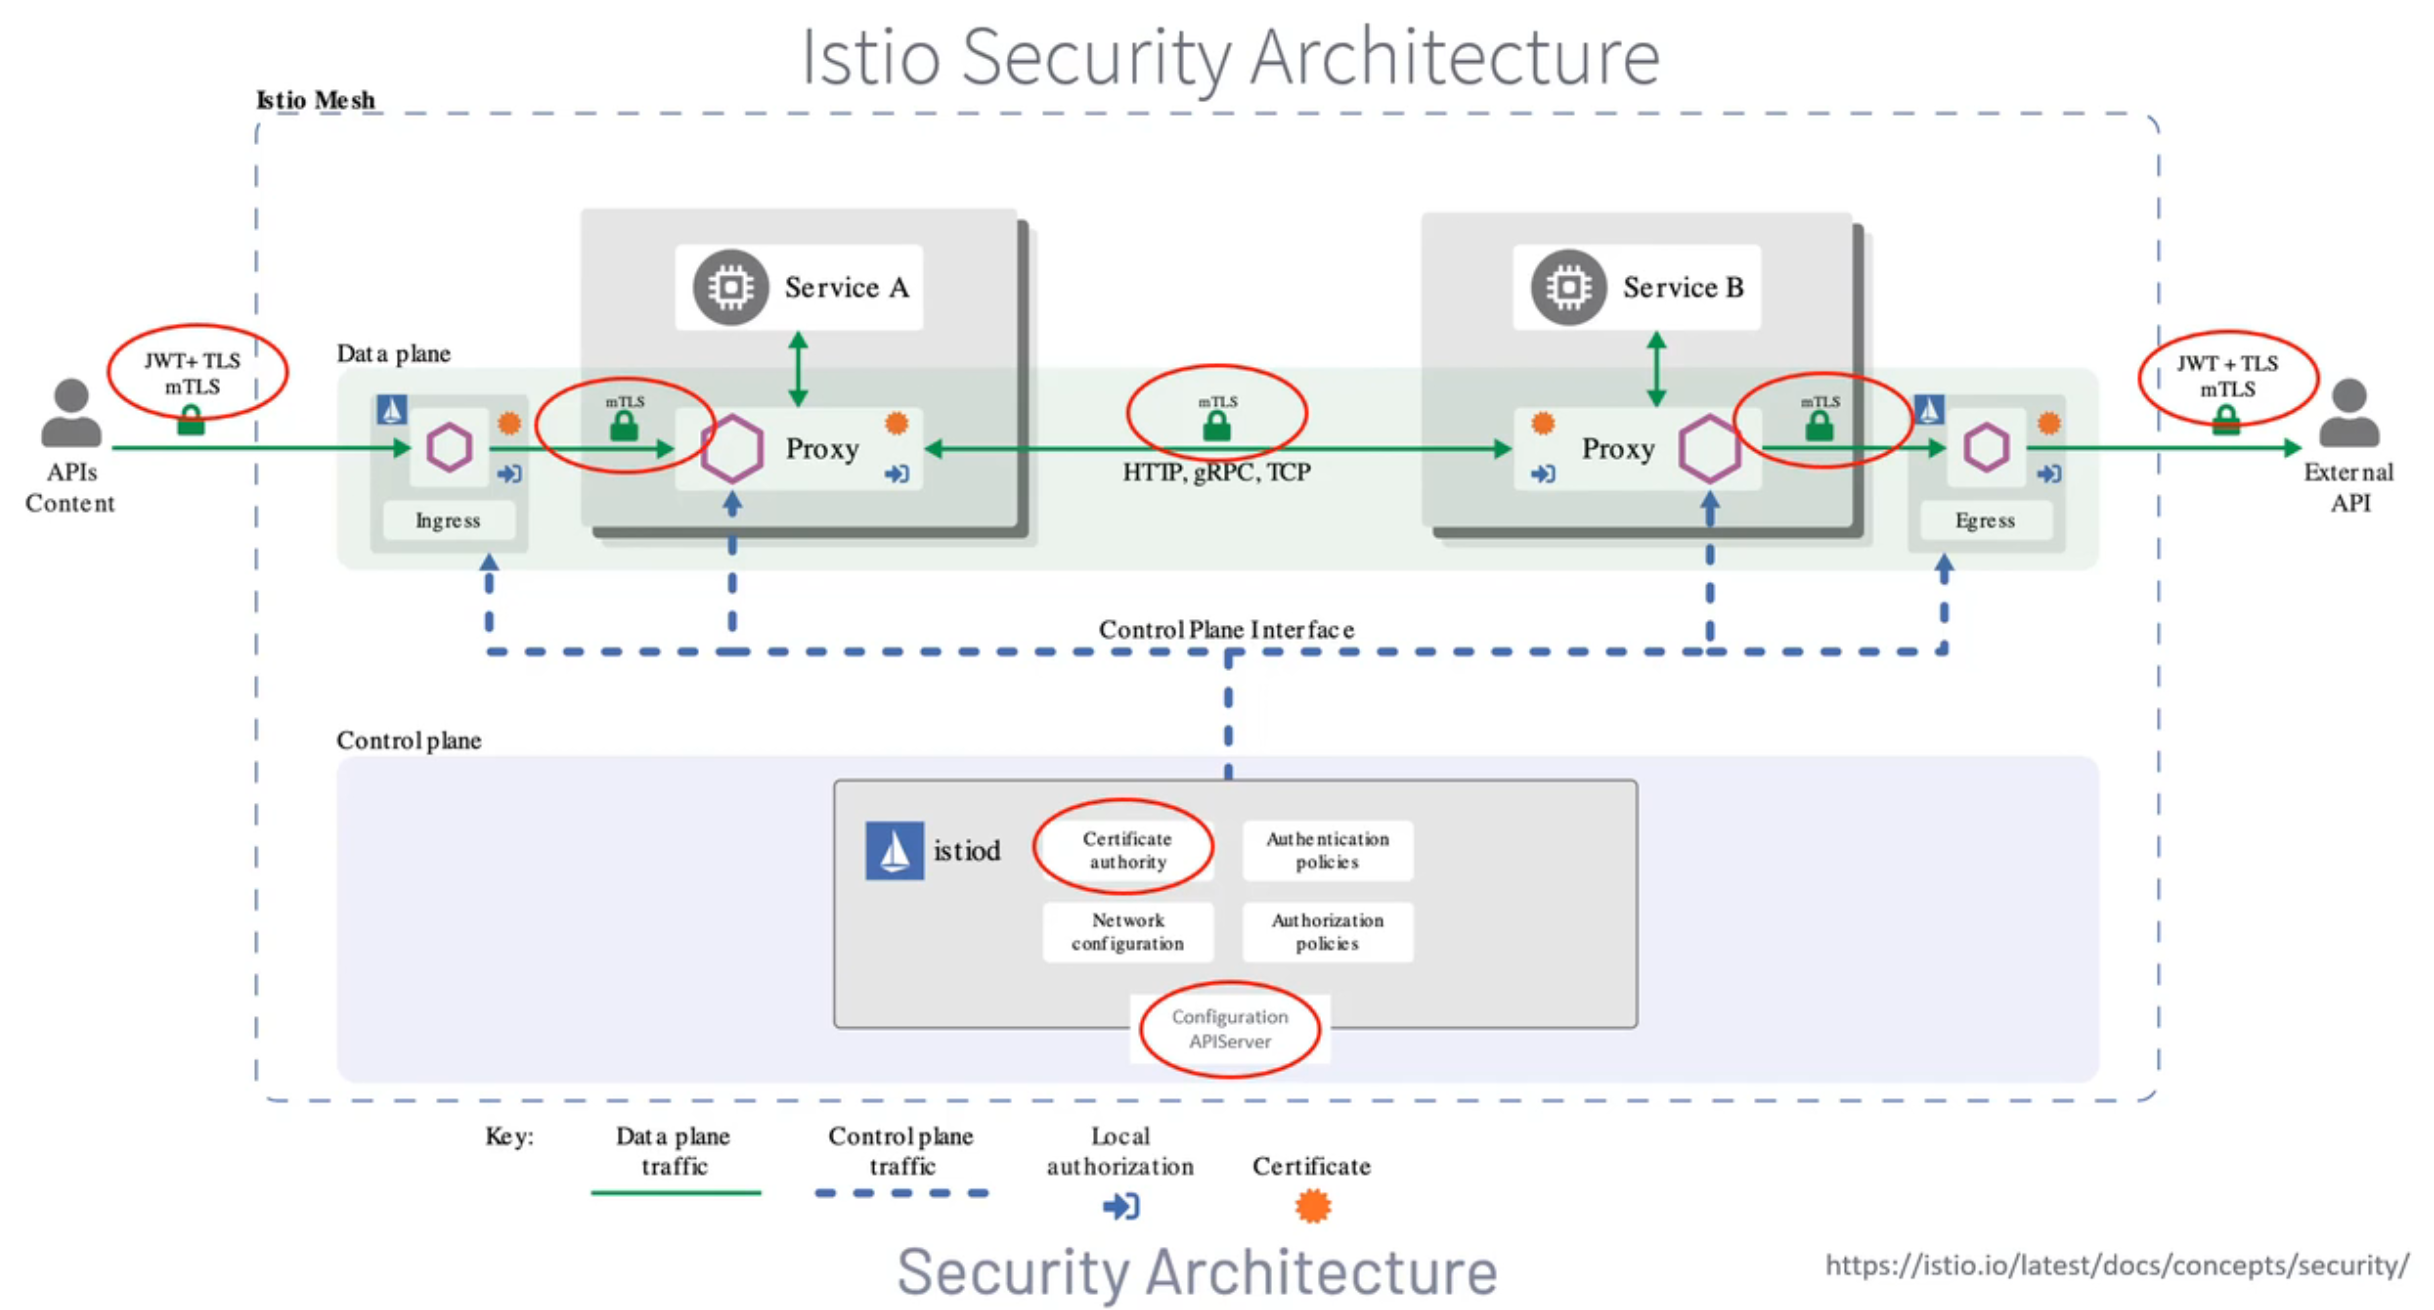 Istio Security Architecture
Istio Mesh
Service A
Service B
Data plane
JWT+ TLS
mTLS
JWT + TLS
mTLS
mTLS
mTLS
mTLS
Proxy
Proxy
HTTP, gRPC, TCP
APIs
Content
External
API
Ingress
Egress
Control Plane Interface
Control plane
istiod
Certificate
authority
Authentication
policies
Network
configuration
Authorization
policies
Configuration
APIServer
Key:
Data plane
traffic
Control plane
traffic
Local
authorization
Certificate
Security Architecture
https://istio.io/latest/docs/concepts/security/